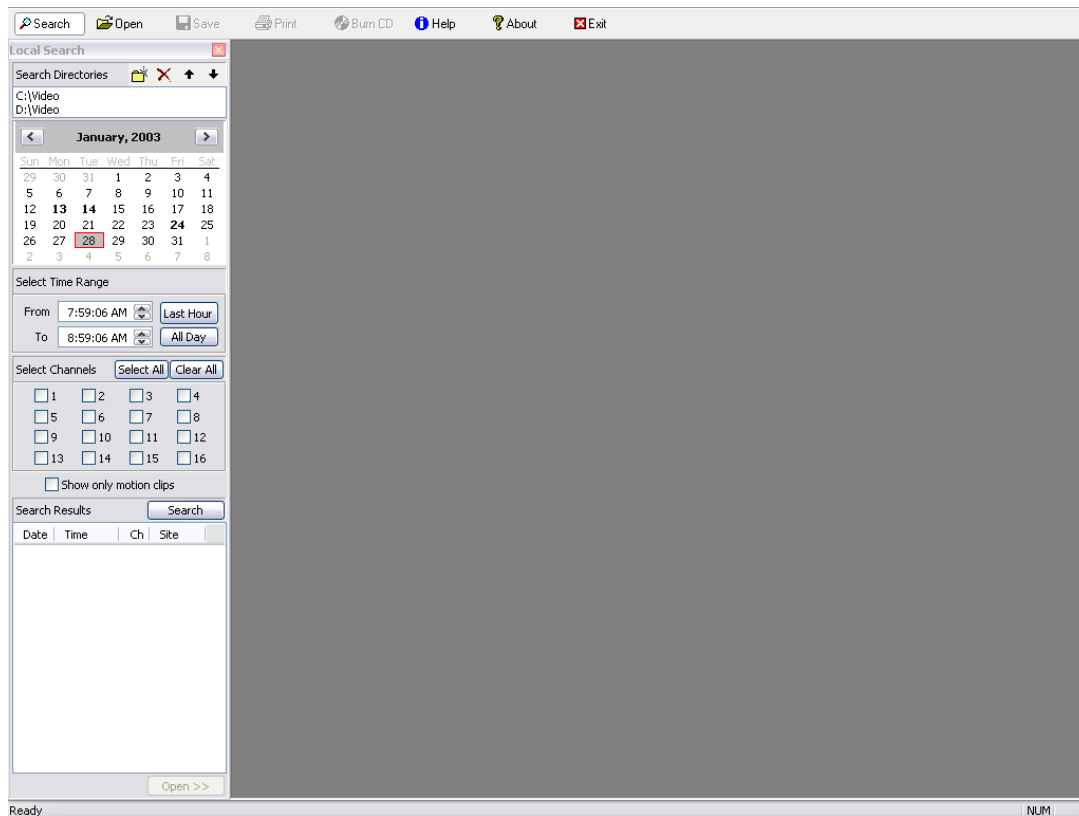 Search Open Save Print Burn CD Help About Exit
Local Search
Search Directories
C:\Video
D:\Video
January, 2003
Sun Mon Tue Wed Thu Fri Sat
29 30 31 1 2 3 4
5 6 7 8 9 10 11
12 13 14 15 16 17 18
19 20 21 22 23 24 25
26 27 28 29 30 31 1
2 3 4 5 6 7 8
Select Time Range
From 7:59:06 AM Last Hour
To 8:59:06 AM All Day
Select Channels Select All Clear All
1 2 3 4
5 6 7 8
9 10 11 12
13 14 15 16
Show only motion clips
Search Results Search
Date Time Ch Site
Open >>
Ready NUM